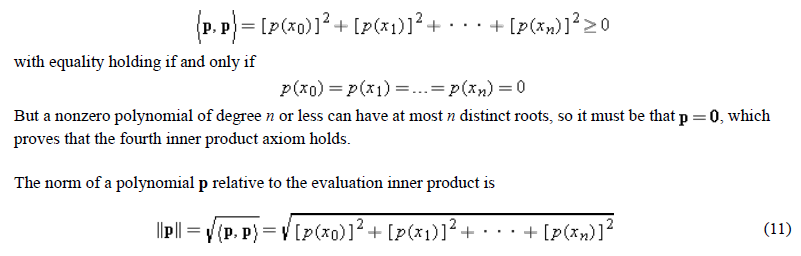 ⟨p, p⟩ = [p(x₀)]² + [p(x₁)]² + · · · + [p(xₙ)]² ≥ 0
with equality holding if and only if
p(x₀) = p(x₁) = ... = p(xₙ) = 0
But a nonzero polynomial of degree n or less can have at most n distinct roots, so it must be that p = 0, which
proves that the fourth inner product axiom holds.
The norm of a polynomial p relative to the evaluation inner product is
‖p‖ = √⟨p, p⟩ = √([p(x₀)]² + [p(x₁)]² + · · · + [p(xₙ)]²) (11)